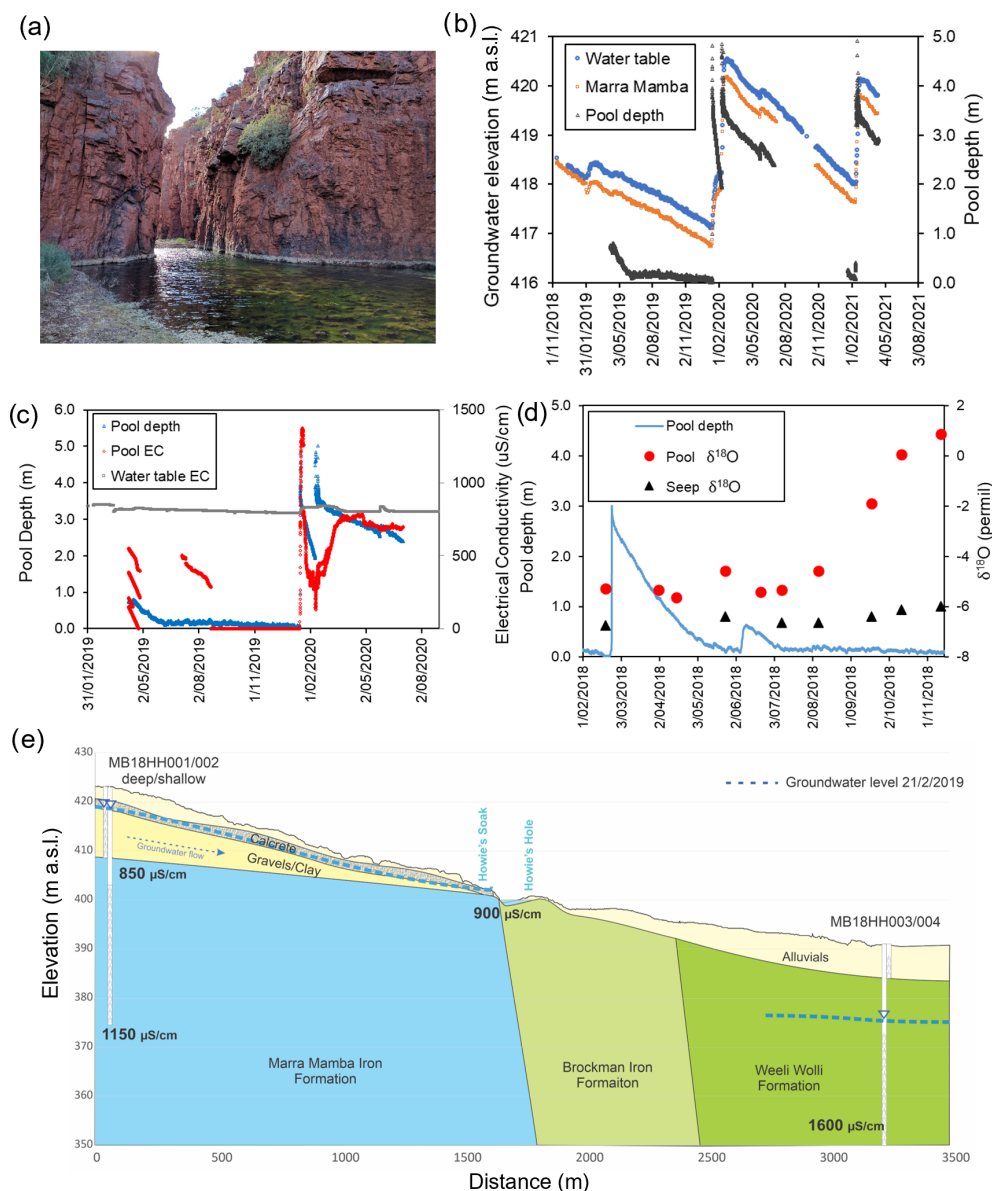 (a)
(b)
421
420
419
418
417
416
Groundwater elevation (m a.s.l.)
Water table
Marra Mamba
Pool depth
5.0
4.0
3.0
2.0
1.0
0.0
Pool depth (m)
1/11/2018
31/01/2019
3/05/2019
2/08/2019
2/11/2019
1/02/2020
3/05/2020
2/08/2020
2/11/2020
1/02/2021
4/05/2021
3/08/2021
(c)
6.0
5.0
4.0
3.0
2.0
1.0
0.0
Pool Depth (m)
Pool depth
Pool EC
Water table EC
1500
1000
500
0
Electrical Conductivity (uS/cm)
31/01/2019
2/05/2019
2/08/2019
1/11/2019
1/02/2020
2/05/2020
2/08/2020
(d)
5.0
4.0
3.0
2.0
1.0
0.0
Pool depth (m)
Pool depth
Pool δ18O
Seep δ18O
2
0
-2
-4
-6
-8
δ18O (permil)
1/02/2018
3/03/2018
2/04/2018
3/05/2018
2/06/2018
3/07/2018
2/08/2018
1/09/2018
2/10/2018
1/11/2018
(e)
430
420
410
400
390
380
370
360
350
Elevation (m a.s.l.)
MB18HH001/002
deep/shallow
Groundwater level 21/2/2019
Calcrete
Groundwater flow
Gravels/Clay
850 µS/cm
Howie's Soak
Howie's Hole
900 µS/cm
MB18HH003/004
Alluvials
1150 µS/cm
Marra Mamba Iron
Formation
Brockman Iron
Formaiton
Weeli Wolli
Formation
1600 µS/cm
0
500
1000
1500
2000
2500
3000
3500
Distance (m)